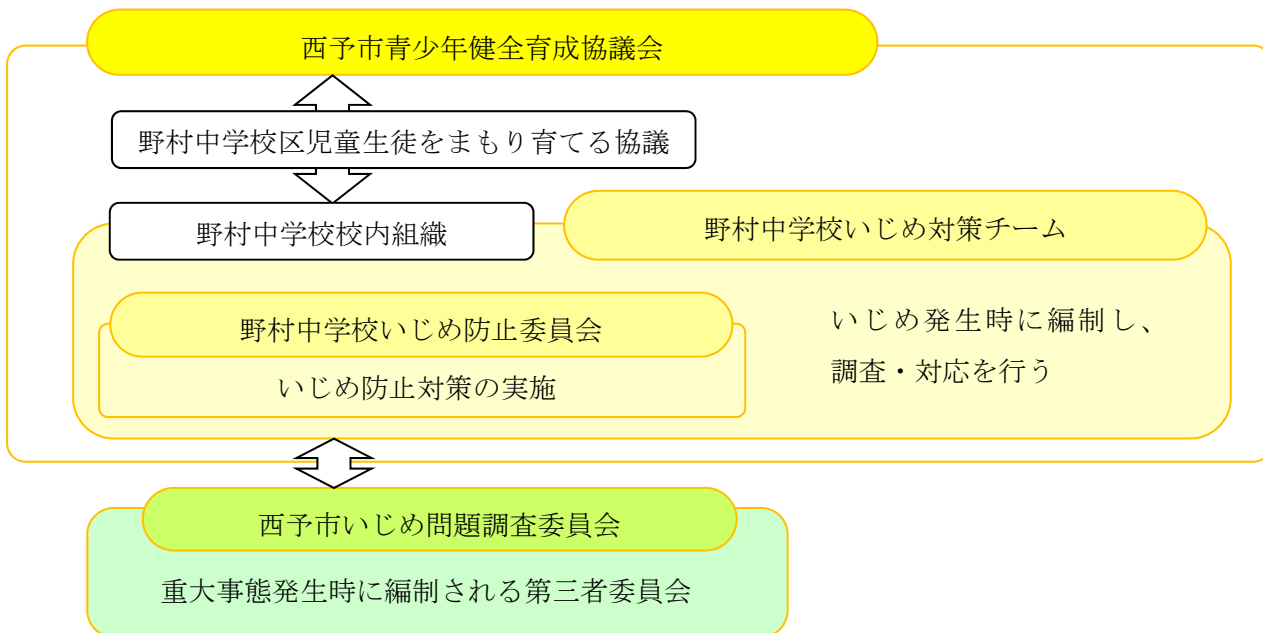 西予市青少年健全育成協議会
野村中学校区児童生徒をまもり育てる協議
野村中学校校内組織
野村中学校いじめ対策チーム
野村中学校いじめ防止委員会
いじめ防止対策の実施
いじめ発生時に編制し、
調査・対応を行う
西予市いじめ問題調査委員会
重大事態発生時に編制される第三者委員会